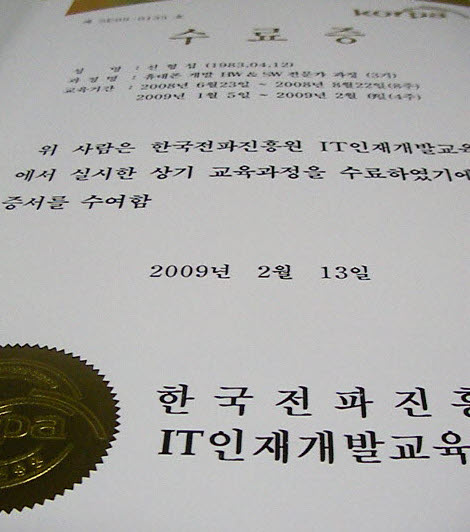 korpa
수 료 증
성 명 : 신 형 섭 (1983.04.12)
과 정 명 : 휴대폰 개발 HW & SW 전문가 과정 (3기)
교육기간 : 2008년 6월23일 ~ 2008년 8월22일(8주)
2009년 1월 5일 ~ 2009년 2월 일(4주)
위 사람은 한국전파진흥원 IT인재개발교육
에서 실시한 상기 교육과정을 수료하였기에
증서를 수여함
2009년 2월 13일
한 국 전 파 진 흥
IT인재개발교육
pa